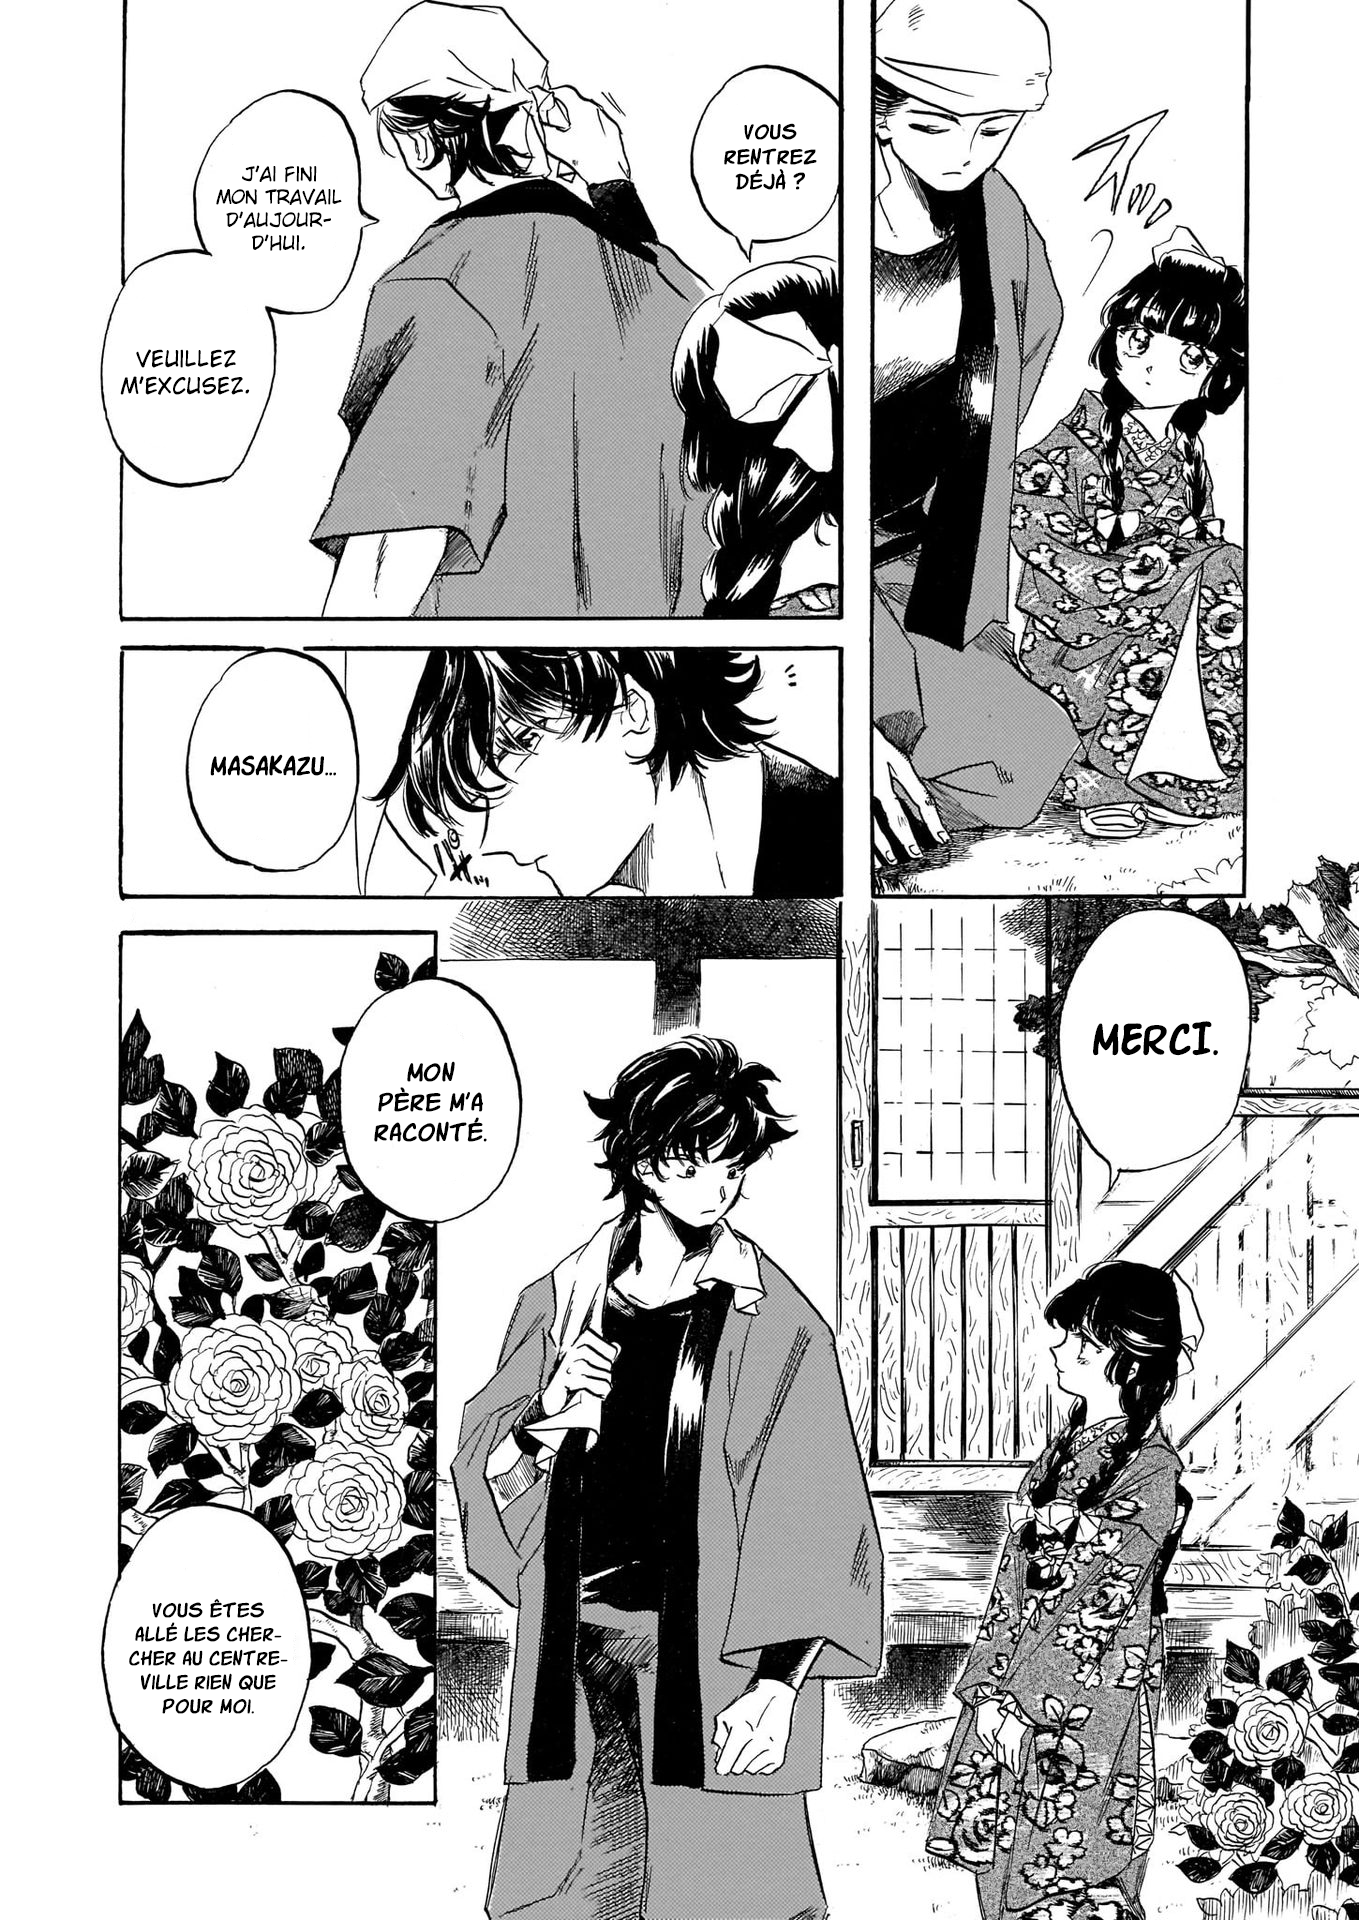 VOUS
RENTREZ
DÉJÀ ?
J'AI FINI
MON TRAVAIL
D'AUJOUR-
D'HUI.
VEUILLEZ
M'EXCUSEZ.
MASAKAZU...
MERCI.
MON
PÈRE M'A
RACONTÉ.
VOUS ÊTES
ALLÉ LES CHER-
CHER AU CENTRE-
VILLE RIEN QUE
POUR MOI.